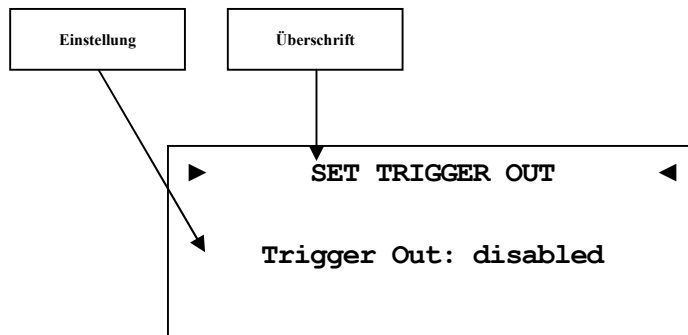 Einstellung
Überschrift
► SET TRIGGER OUT ◄
Trigger Out: disabled